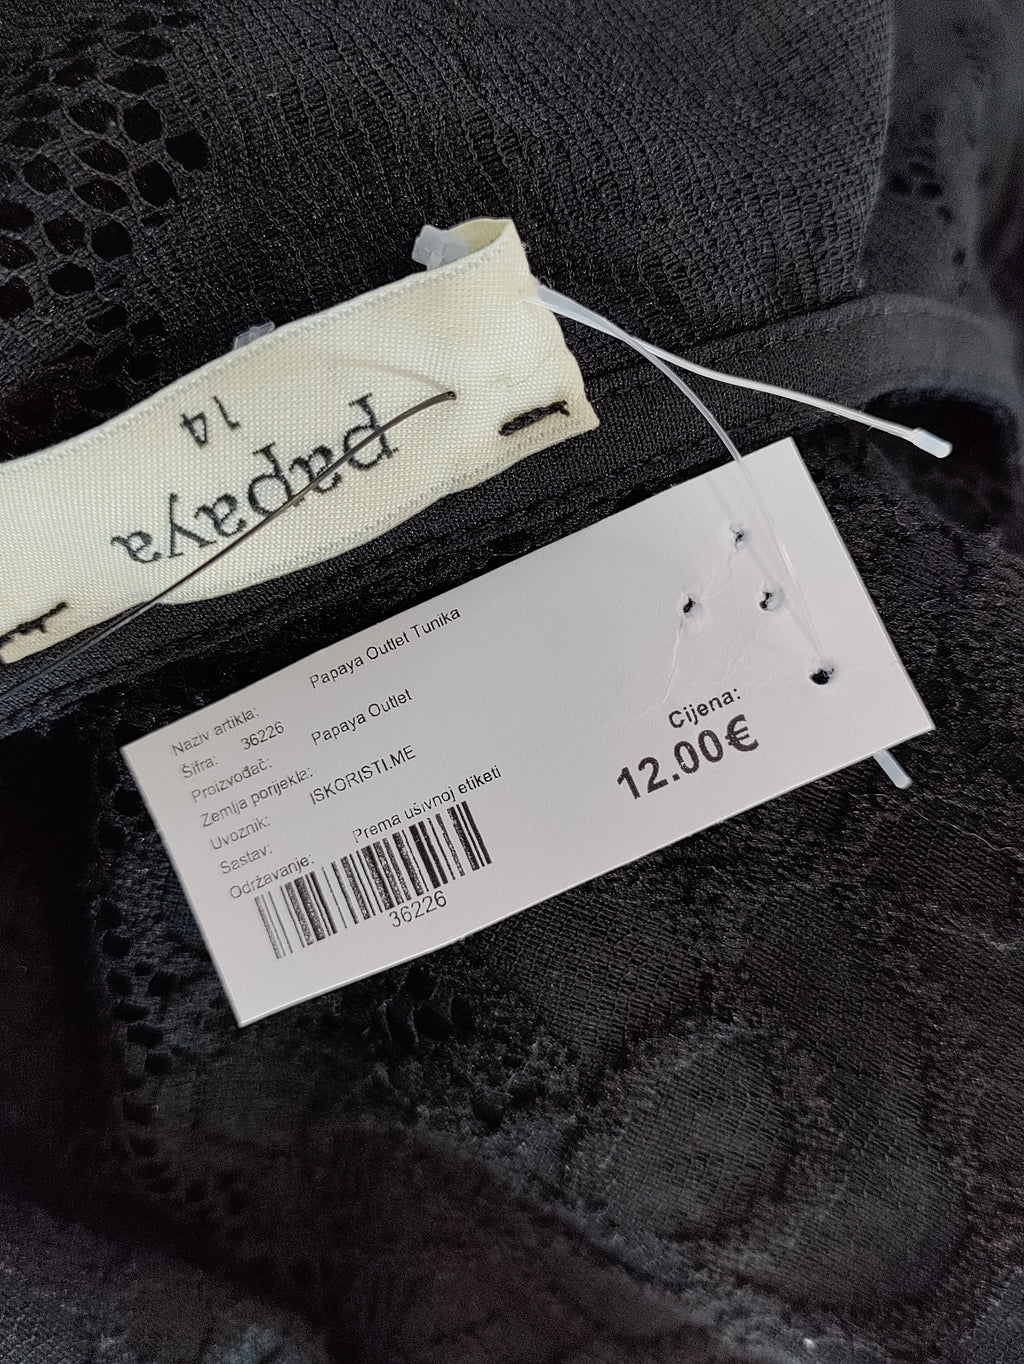 papaya
14
Naziv artikla: Papaya Outlet Tunika
Šifra: 36226
Proizvođač: Papaya Outlet
Zemlja porijekla:
Uvoznik: ISKORISTI.ME
Sastav:
Održavanje: Prema ušivnoj etiketi
36226
Cijena:
12.00€